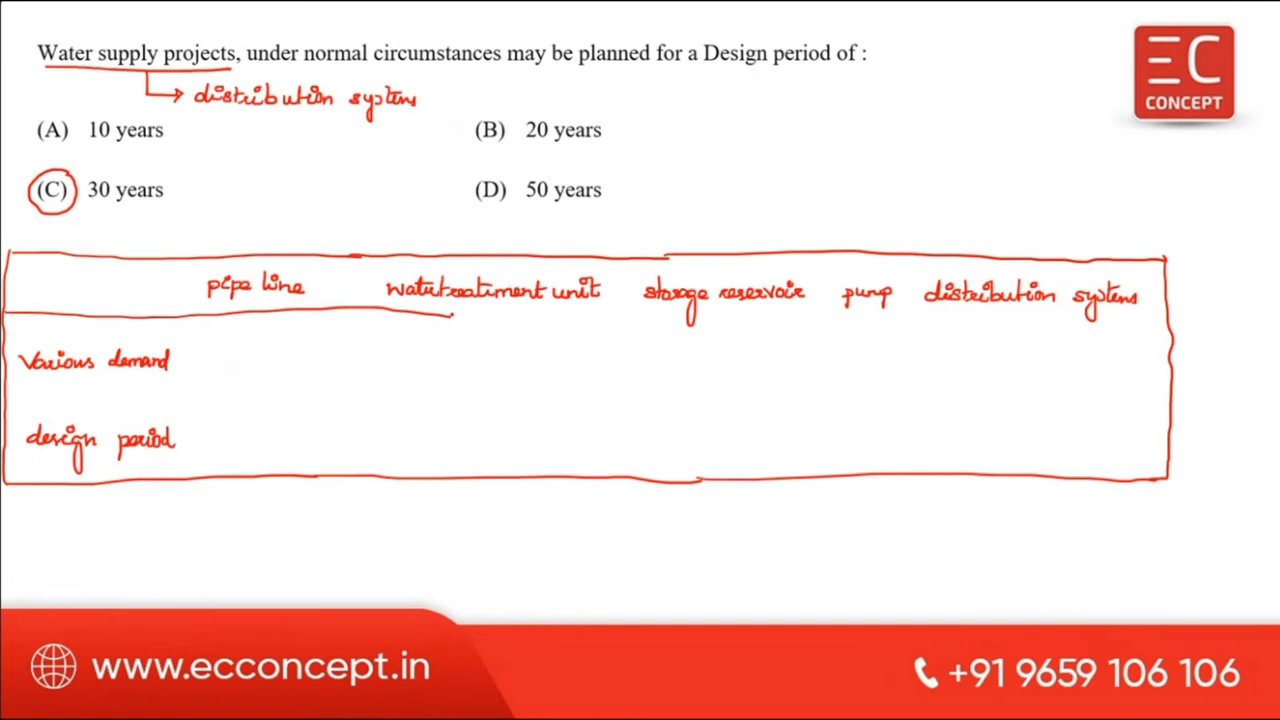 Water supply projects, under normal circumstances may be planned for a Design period of :
distribution system
(A) 10 years
(B) 20 years
(C) 30 years
(D) 50 years
EC
CONCEPT
pipe line water treatment unit storage reservoir pump distribution system
Various demand
design period
www.ecconcept.in
+91 9659 106 106